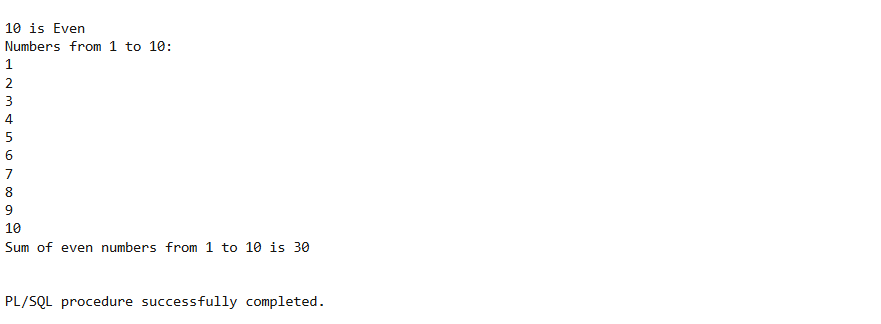 10 is Even
Numbers from 1 to 10:
1
2
3
4
5
6
7
8
9
10
Sum of even numbers from 1 to 10 is 30
PL/SQL procedure successfully completed.